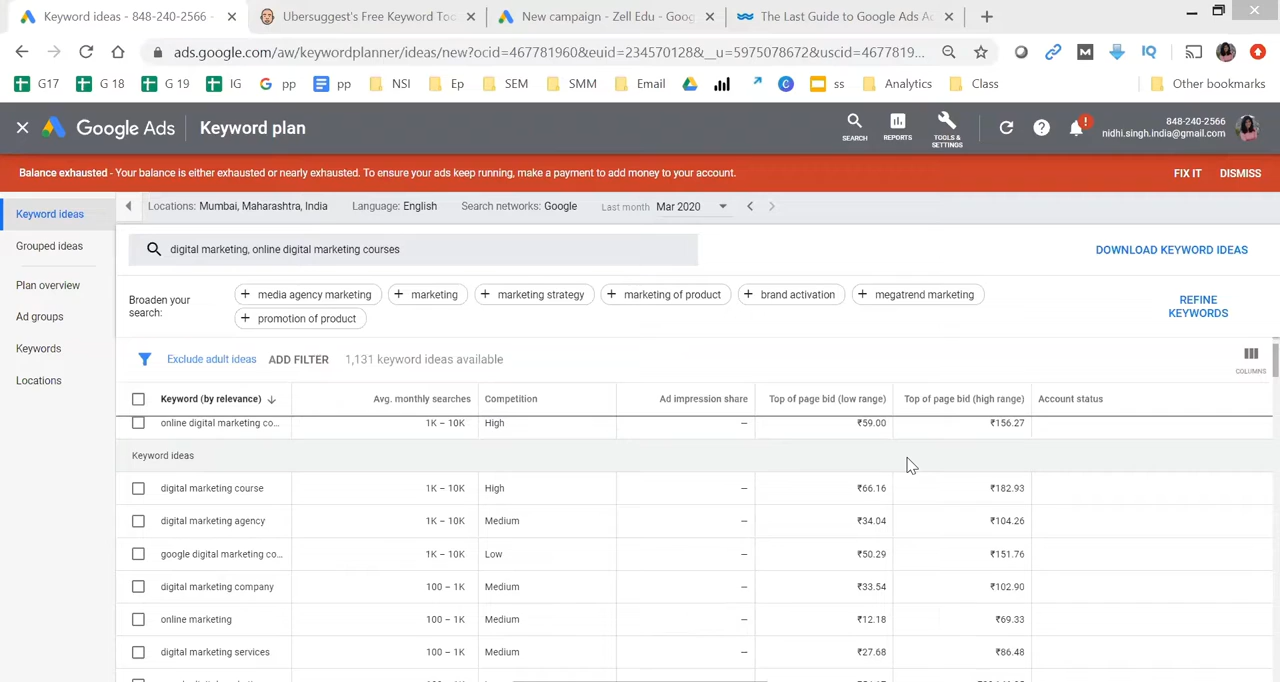 Keyword ideas - 848-240-2566 -
Ubersuggest's Free Keyword Too
New campaign - Zell Edu - Goog
The Last Guide to Google Ads Ac
ads.google.com/aw/keywordplanner/ideas/new?ocid=467781960&euid=234570128&__u=5975078672&uscid=4677819...
G17 G 18 G 19 IG pp pp NSI Ep SEM SMM Email ss Analytics Class Other bookmarks
Google Ads Keyword plan
SEARCH REPORTS TOOLS & SETTINGS
848-240-2566
nidhi.singh.india@gmail.com
Balance exhausted - Your balance is either exhausted or nearly exhausted. To ensure your ads keep running, make a payment to add money to your account. FIX IT DISMISS
Keyword ideas
Grouped ideas
Plan overview
Ad groups
Keywords
Locations
Locations: Mumbai, Maharashtra, India Language: English Search networks: Google Last month Mar 2020
digital marketing, online digital marketing courses
DOWNLOAD KEYWORD IDEAS
Broaden your search:
+ media agency marketing + marketing + marketing strategy + marketing of product + brand activation + megatrend marketing
+ promotion of product
REFINE KEYWORDS
Exclude adult ideas ADD FILTER 1,131 keyword ideas available
COLUMNS
Keyword (by relevance) Avg. monthly searches Competition Ad impression share Top of page bid (low range) Top of page bid (high range) Account status
online digital marketing co... 1K – 10K High – ₹59.00 ₹156.27
Keyword ideas
digital marketing course 1K – 10K High – ₹66.16 ₹182.93
digital marketing agency 1K – 10K Medium – ₹34.04 ₹104.26
google digital marketing co... 1K – 10K Low – ₹50.29 ₹151.76
digital marketing company 100 – 1K Medium – ₹33.54 ₹102.90
online marketing 100 – 1K Medium – ₹12.18 ₹69.33
digital marketing services 100 – 1K Medium – ₹27.68 ₹86.48